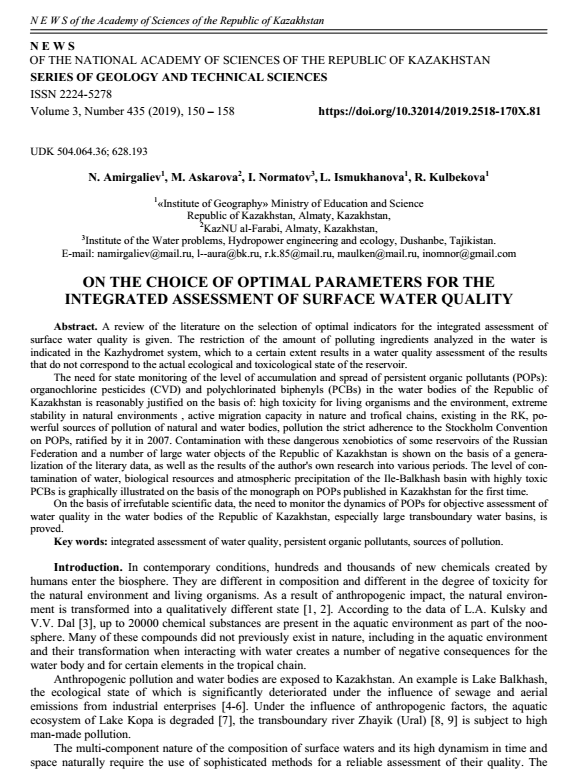 N E W S of the Academy of Sciences of the Republic of Kazakhstan
N E W S
OF THE NATIONAL ACADEMY OF SCIENCES OF THE REPUBLIC OF KAZAKHSTAN
SERIES OF GEOLOGY AND TECHNICAL SCIENCES
ISSN 2224-5278
Volume 3, Number 435 (2019), 150 – 158 https://doi.org/10.32014/2019.2518-170X.81
UDK 504.064.36; 628.193
N. Amirgaliev¹, M. Askarova², I. Normatov³, L. Ismukhanova¹, R. Kulbekova¹
¹«Institute of Geography» Ministry of Education and Science
Republic of Kazakhstan, Almaty, Kazakhstan,
²KazNU al-Farabi, Almaty, Kazakhstan,
³Institute of the Water problems, Hydropower engineering and ecology, Dushanbe, Tajikistan.
E-mail: namirgaliev@mail.ru, l--aura@bk.ru, r.k.85@mail.ru, maulken@mail.ru, inomnor@gmail.com
ON THE CHOICE OF OPTIMAL PARAMETERS FOR THE
INTEGRATED ASSESSMENT OF SURFACE WATER QUALITY
Abstract. A review of the literature on the selection of optimal indicators for the integrated assessment of
surface water quality is given. The restriction of the amount of polluting ingredients analyzed in the water is
indicated in the Kazhydromet system, which to a certain extent results in a water quality assessment of the results
that do not correspond to the actual ecological and toxicological state of the reservoir.
The need for state monitoring of the level of accumulation and spread of persistent organic pollutants (POPs):
organochlorine pesticides (CVD) and polychlorinated biphenyls (PCBs) in the water bodies of the Republic of
Kazakhstan is reasonably justified on the basis of: high toxicity for living organisms and the environment, extreme
stability in natural environments , active migration capacity in nature and trofical chains, existing in the RK, po-
werful sources of pollution of natural and water bodies, pollution the strict adherence to the Stockholm Convention
on POPs, ratified by it in 2007. Contamination with these dangerous xenobiotics of some reservoirs of the Russian
Federation and a number of large water objects of the Republic of Kazakhstan is shown on the basis of a genera-
lization of the literary data, as well as the results of the author's own research into various periods. The level of con-
tamination of water, biological resources and atmospheric precipitation of the Ile-Balkhash basin with highly toxic
PCBs is graphically illustrated on the basis of the monograph on POPs published in Kazakhstan for the first time.
On the basis of irrefutable scientific data, the need to monitor the dynamics of POPs for objective assessment of
water quality in the water bodies of the Republic of Kazakhstan, especially large transboundary water basins, is
proved.
Key words: integrated assessment of water quality, persistent organic pollutants, sources of pollution.
Introduction. In contemporary conditions, hundreds and thousands of new chemicals created by
humans enter the biosphere. They are different in composition and different in the degree of toxicity for
the natural environment and living organisms. As a result of anthropogenic impact, the natural environ-
ment is transformed into a qualitatively different state [1, 2]. According to the data of L.A. Kulsky and
V.V. Dal [3], up to 20000 chemical substances are present in the aquatic environment as part of the noo-
sphere. Many of these compounds did not previously exist in nature, including in the aquatic environment
and their transformation when interacting with water creates a number of negative consequences for the
water body and for certain elements in the tropical chain.
Anthropogenic pollution and water bodies are exposed to Kazakhstan. An example is Lake Balkhash,
the ecological state of which is significantly deteriorated under the influence of sewage and aerial
emissions from industrial enterprises [4-6]. Under the influence of anthropogenic factors, the aquatic
ecosystem of Lake Kopa is degraded [7], the transboundary river Zhayik (Ural) [8, 9] is subject to high
man-made pollution.
The multi-component nature of the composition of surface waters and its high dynamism in time and
space naturally require the use of sophisticated methods for a reliable assessment of their quality. The